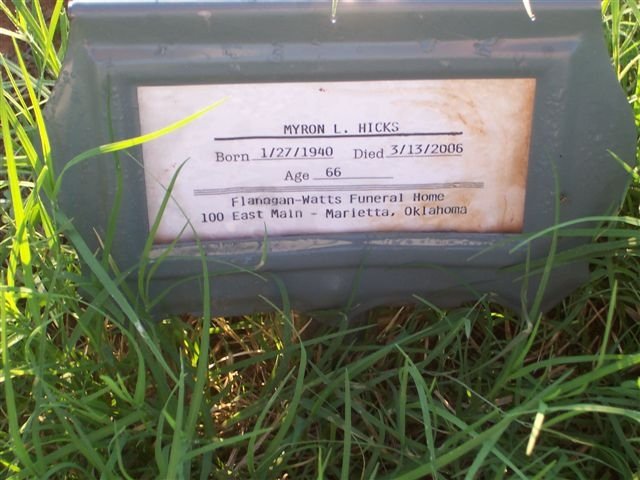 MYRON L. HICKS
Born 1/27/1940 Died 3/13/2006
Age 66
Flanagan-Watts Funeral Home
100 East Main - Marietta, Oklahoma